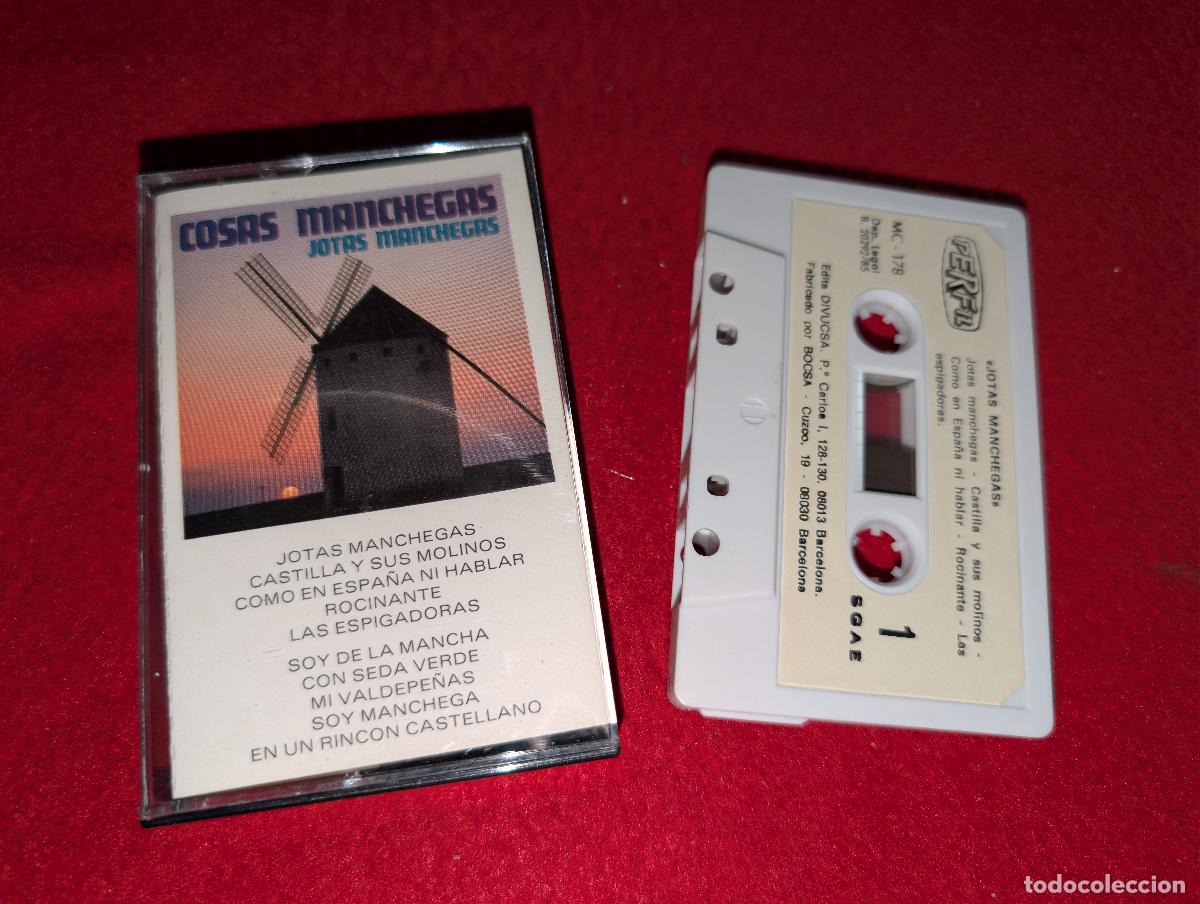 COSAS MANCHEGAS
JOTAS MANCHEGAS
JOTAS MANCHEGAS
CASTILLA Y SUS MOLINOS
COMO EN ESPAÑA NI HABLAR
ROCINANTE
LAS ESPIGADORAS
SOY DE LA MANCHA
CON SEDA VERDE
MI VALDEPEÑAS
SOY MANCHEGA
EN UN RINCON CASTELLANO
PERFIL
«JOTAS MANCHEGAS»
Jotas manchegas - Castilla y sus molinos -
Como en España ni hablar - Rocinante - Las
espigadoras.
MC - 178
Dep. Legal
B. 20292/85
1
SGAE
Edita DIVUCSA. P.º Carlos I, 128-130. 08013 Barcelona.
Fabricado por BOCSA - Cuzco, 19 - 08030 Barcelona
todocoleccion